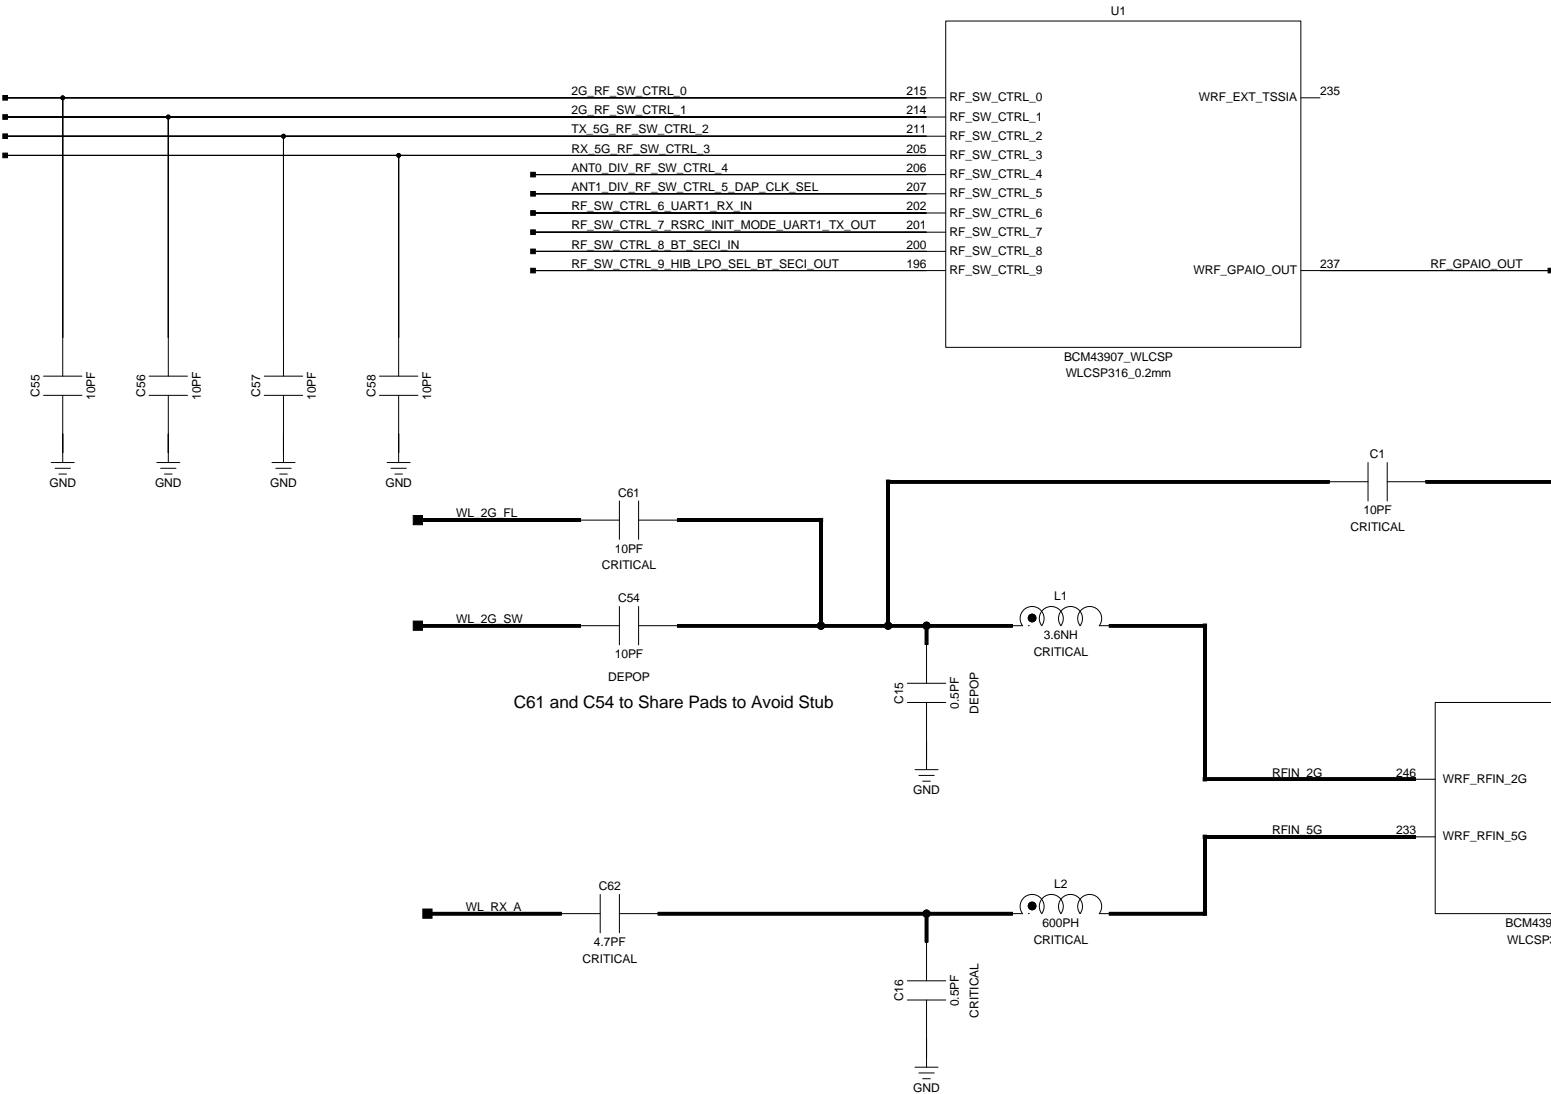 U1
2G_RF_SW_CTRL_0 215 RF_SW_CTRL_0 WRF_EXT_TSSIA 235
2G_RF_SW_CTRL_1 214 RF_SW_CTRL_1
TX_5G_RF_SW_CTRL_2 211 RF_SW_CTRL_2
RX_5G_RF_SW_CTRL_3 205 RF_SW_CTRL_3
ANT0_DIV_RF_SW_CTRL_4 206 RF_SW_CTRL_4
ANT1_DIV_RF_SW_CTRL_5_DAP_CLK_SEL 207 RF_SW_CTRL_5
RF_SW_CTRL_6_UART1_RX_IN 202 RF_SW_CTRL_6
RF_SW_CTRL_7_RSRC_INIT_MODE_UART1_TX_OUT 201 RF_SW_CTRL_7
RF_SW_CTRL_8_BT_SECI_IN 200 RF_SW_CTRL_8
RF_SW_CTRL_9_HIB_LPO_SEL_BT_SECI_OUT 196 RF_SW_CTRL_9 WRF_GPAIO_OUT 237 RF_GPAIO_OUT
BCM43907_WLCSP
WLCSP316_0.2mm
C55 10PF C56 10PF C57 10PF C58 10PF
GND GND GND GND
C1
10PF
CRITICAL
C61
WL_2G_FL
10PF
CRITICAL
C54
WL_2G_SW
10PF
DEPOP
C61 and C54 to Share Pads to Avoid Stub
L1
3.6NH
CRITICAL
C15 0.5PF DEPOP
GND
RFIN_2G 246 WRF_RFIN_2G
RFIN_5G 233 WRF_RFIN_5G
C62
WL_RX_A
4.7PF
CRITICAL
L2
600PH
CRITICAL
BCM439
WLCSP
C16 0.5PF CRITICAL
GND